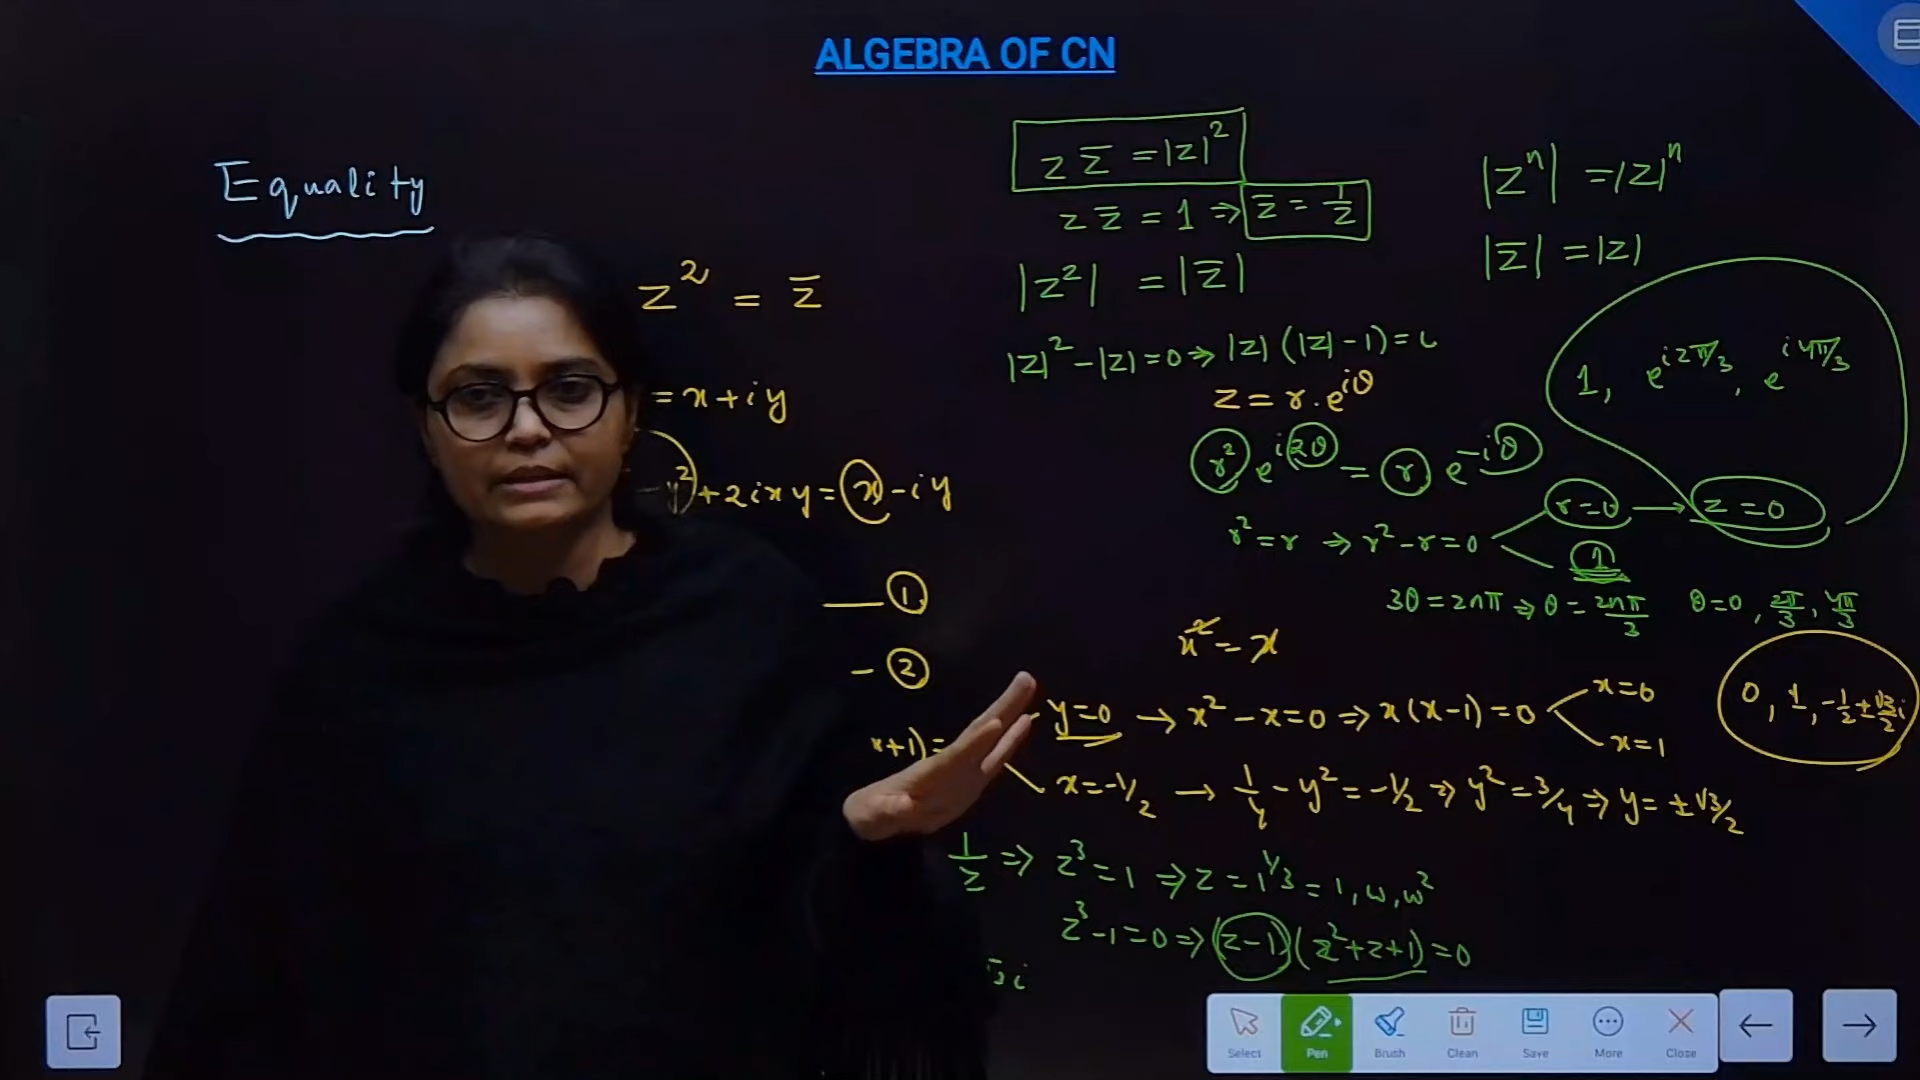 ALGEBRA OF CN
Equality
z² = z̄
= x+iy
-y² + 2ixy = x - iy
1
2
x+1) =
z z̄ = |z|²
z z̄ = 1 ⇒ z̄ = 1/z
|z²| = |z̄|
|z|² - |z| = 0 ⇒ |z| (|z| - 1) =
z = r.e^{iθ}
r² e^{i2θ} = r e^{-iθ}
r² = r ⇒ r² - r = 0
r=0 → z=0
1
3θ = 2nπ ⇒ θ = 2nπ/3 θ=0, 2π/3, 4π/3
|zⁿ| = |z|ⁿ
|z̄| = |z|
1, e^{i2π/3}, e^{i4π/3}
x² = x
y=0 → x² - x = 0 ⇒ x(x-1) = 0
x=0
x=1
0, 1, -1/2 ± √3/2 i
x = -1/2 → 1/4 - y² = -1/2 ⇒ y² = 3/4 ⇒ y = ± √3/2
1/z ⇒ z³ = 1 ⇒ z = 1^{1/3} = 1, w, w²
z³ - 1 = 0 ⇒ (z-1) (z²+z+1) = 0
Select Pen Brush Clean Save More Close